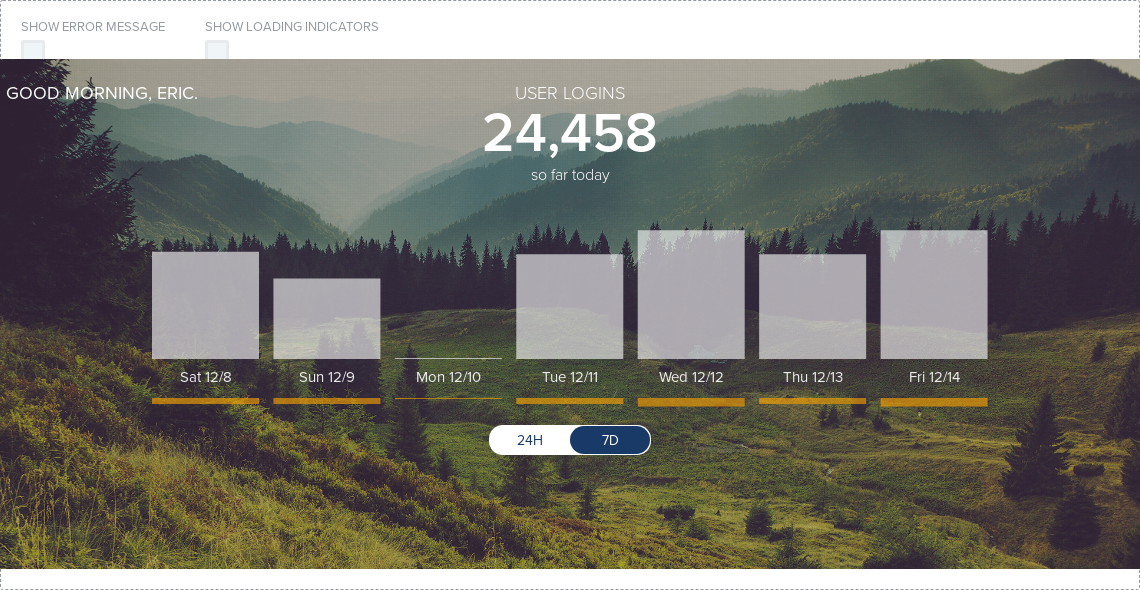 SHOW ERROR MESSAGE
SHOW LOADING INDICATORS
GOOD MORNING, ERIC.
USER LOGINS
24,458
so far today
Sat 12/8
Sun 12/9
Mon 12/10
Tue 12/11
Wed 12/12
Thu 12/13
Fri 12/14
24H
7D